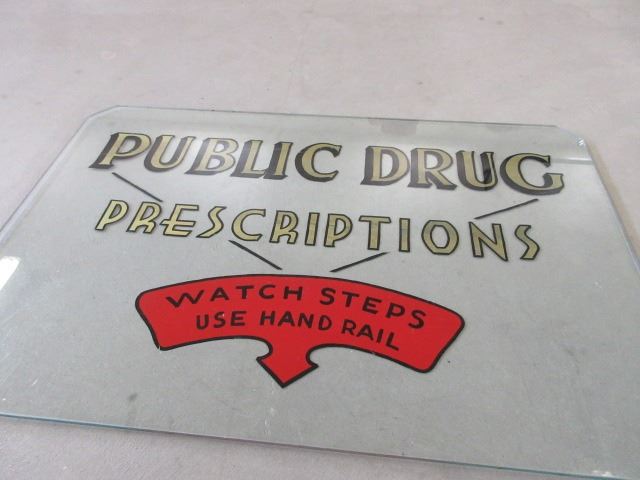 PUBLIC DRUG
PRESCRIPTIONS
WATCH STEPS
USE HAND RAIL